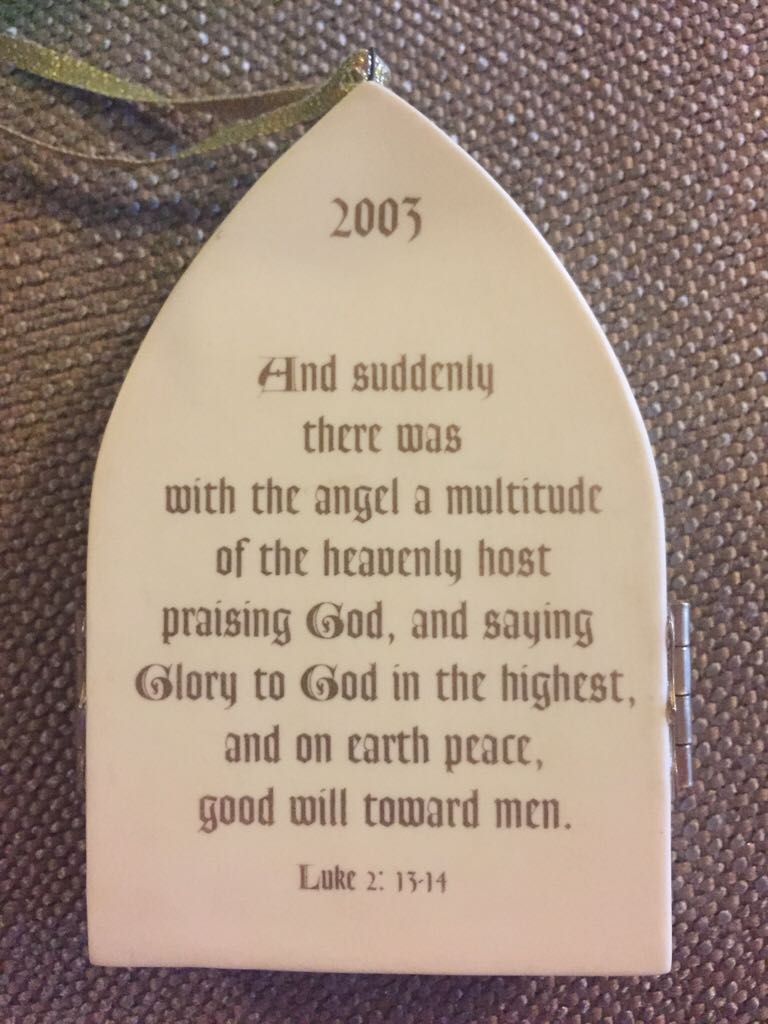 2003
And suddenly
there was
with the angel a multitude
of the heavenly host
praising God, and saying
Glory to God in the highest,
and on earth peace,
good will toward men.
Luke 2: 13-14